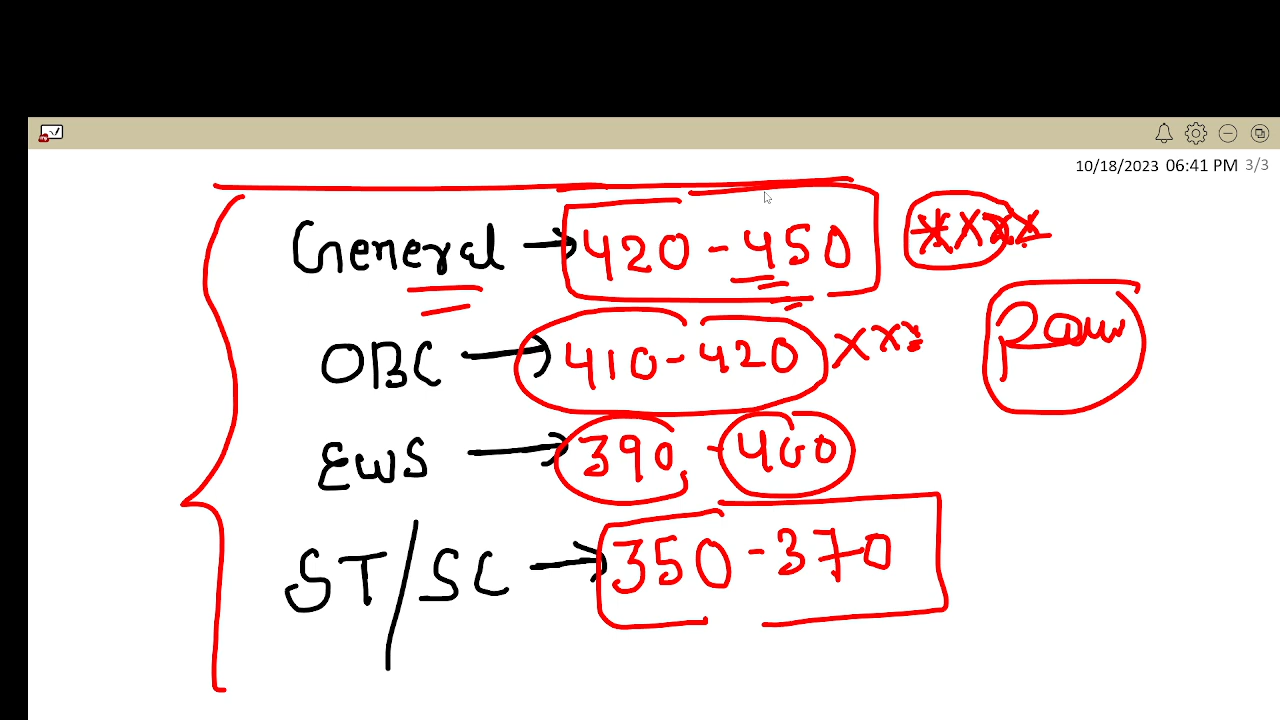 10/18/2023 06:41 PM 3/3
General → 420 - 450
OBC → 410 - 420 xxx
EWS → 390 - 400
ST/SC → 350 - 370